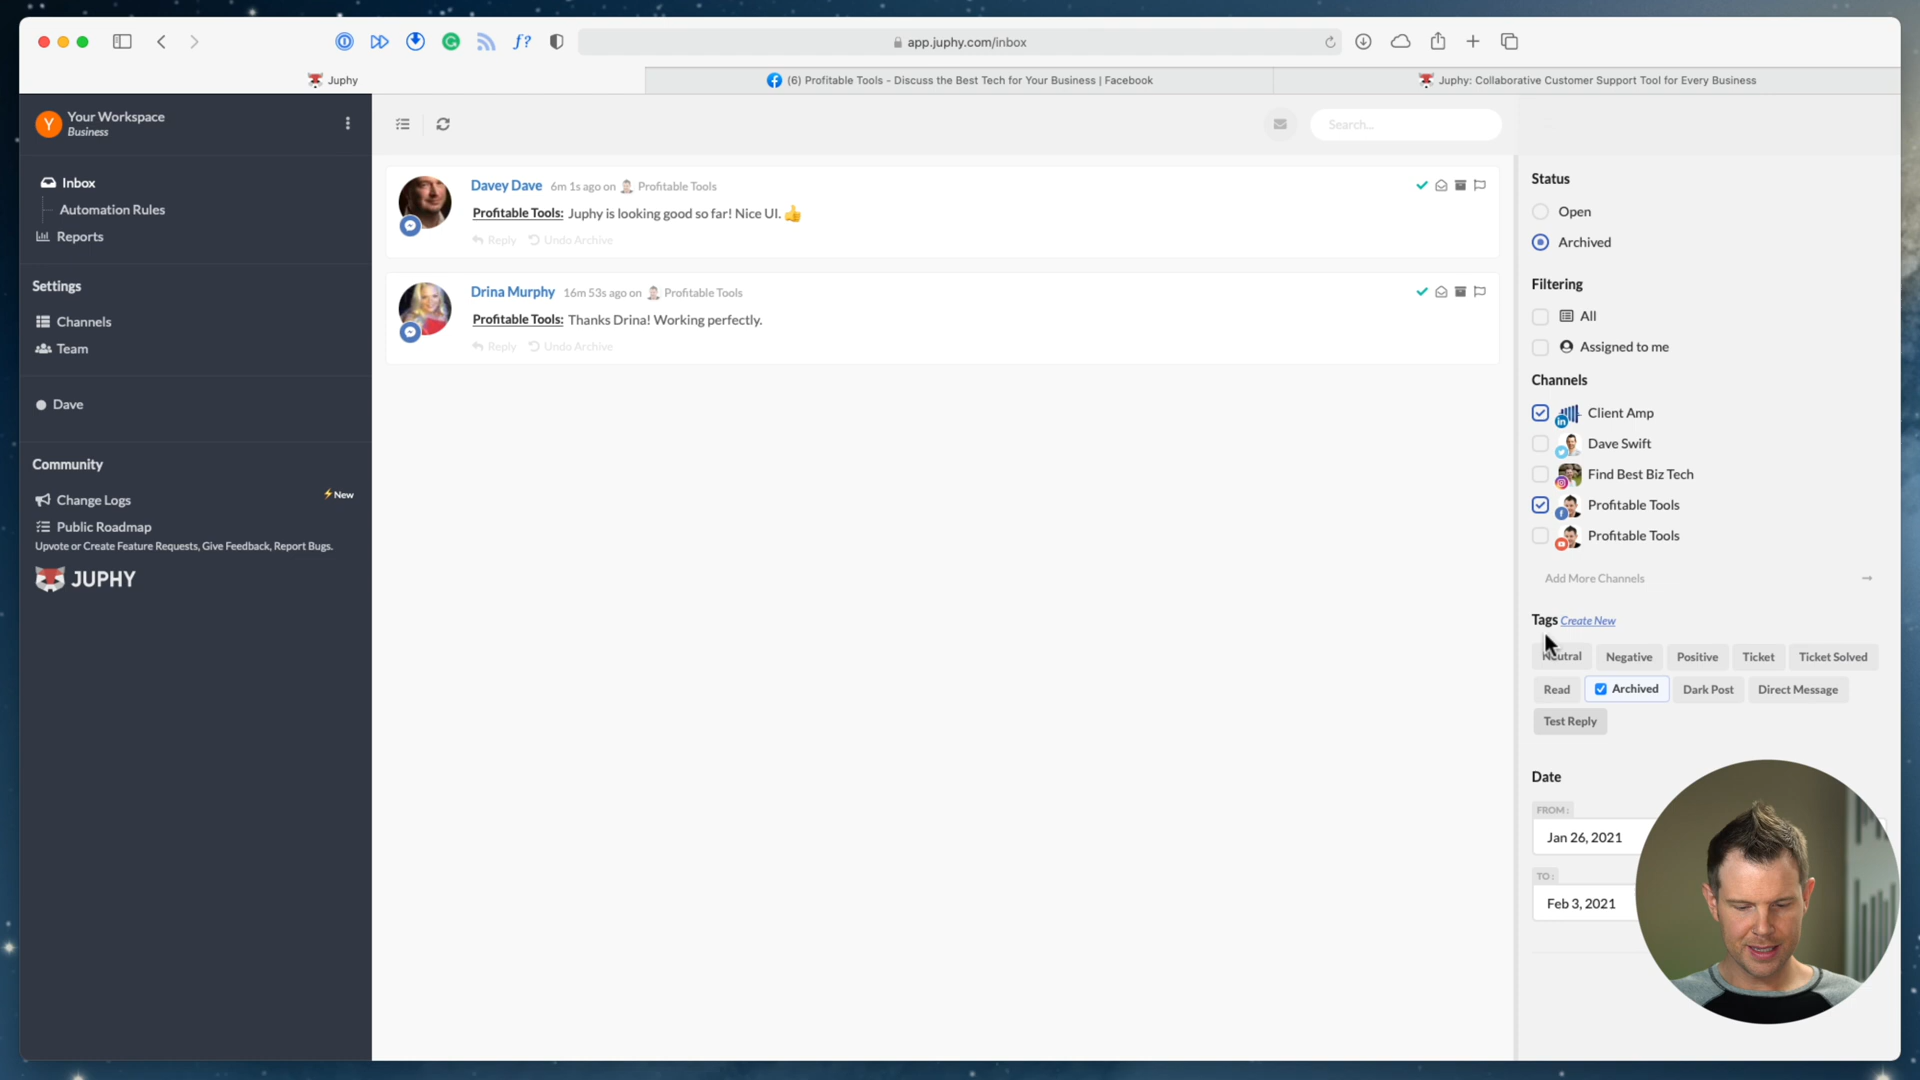 app.juphy.com/inbox
Juphy
(6) Profitable Tools - Discuss the Best Tech for Your Business | Facebook
Juphy: Collaborative Customer Support Tool for Every Business
Y
Your Workspace
Business
Inbox
Automation Rules
Reports
Settings
Channels
Team
Dave
Community
Change Logs
⚡New
Public Roadmap
Upvote or Create Feature Requests, Give Feedback, Report Bugs.
JUPHY
Search...
Davey Dave 6m 1s ago on Profitable Tools
Profitable Tools: Juphy is looking good so far! Nice UI. 👍
Reply Undo Archive
Drina Murphy 16m 53s ago on Profitable Tools
Profitable Tools: Thanks Drina! Working perfectly.
Reply Undo Archive
Status
Open
Archived
Filtering
All
Assigned to me
Channels
Client Amp
Dave Swift
Find Best Biz Tech
Profitable Tools
Profitable Tools
Add More Channels →
Tags Create New
Neutral Negative Positive Ticket Ticket Solved
Read Archived Dark Post Direct Message
Test Reply
Date
FROM:
Jan 26, 2021
TO:
Feb 3, 2021